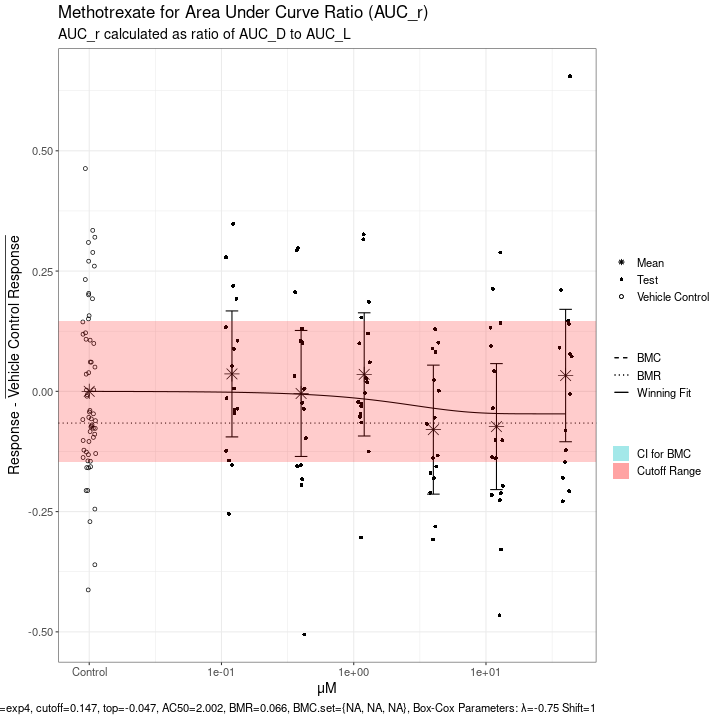 Methotrexate for Area Under Curve Ratio (AUC_r)
AUC_r calculated as ratio of AUC_D to AUC_L
Response - Vehicle Control Response
0.50
0.25
0.00
-0.25
-0.50
Control
1e-01
1e+00
1e+01
μM
Mean
Test
Vehicle Control
BMC
BMR
Winning Fit
CI for BMC
Cutoff Range
=exp4, cutoff=0.147, top=-0.047, AC50=2.002, BMR=0.066, BMC.set={NA, NA, NA}, Box-Cox Parameters: λ=-0.75 Shift=1